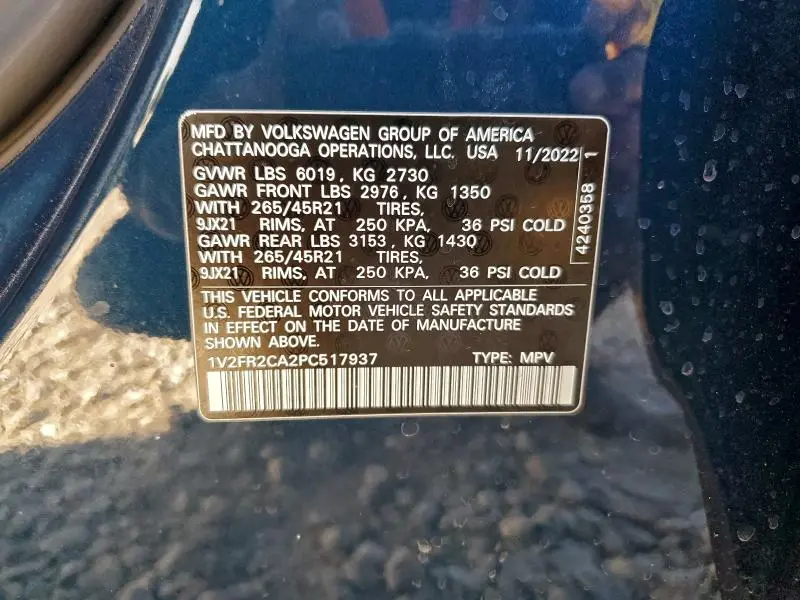 MFD BY VOLKSWAGEN GROUP OF AMERICA
CHATTANOOGA OPERATIONS, LLC. USA 11/2022
GVWR LBS 6019, KG 2730
GAWR FRONT LBS 2976, KG 1350
WITH 265/45R21 TIRES,
9JX21 RIMS, AT 250 KPA, 36 PSI COLD
GAWR REAR LBS 3153, KG 1430
WITH 265/45R21 TIRES,
9JX21 RIMS, AT 250 KPA, 36 PSI COLD
4240358 1
THIS VEHICLE CONFORMS TO ALL APPLICABLE
U.S. FEDERAL MOTOR VEHICLE SAFETY STANDARDS
IN EFFECT ON THE DATE OF MANUFACTURE
SHOWN ABOVE.
1V2FR2CA2PC517937 TYPE: MPV